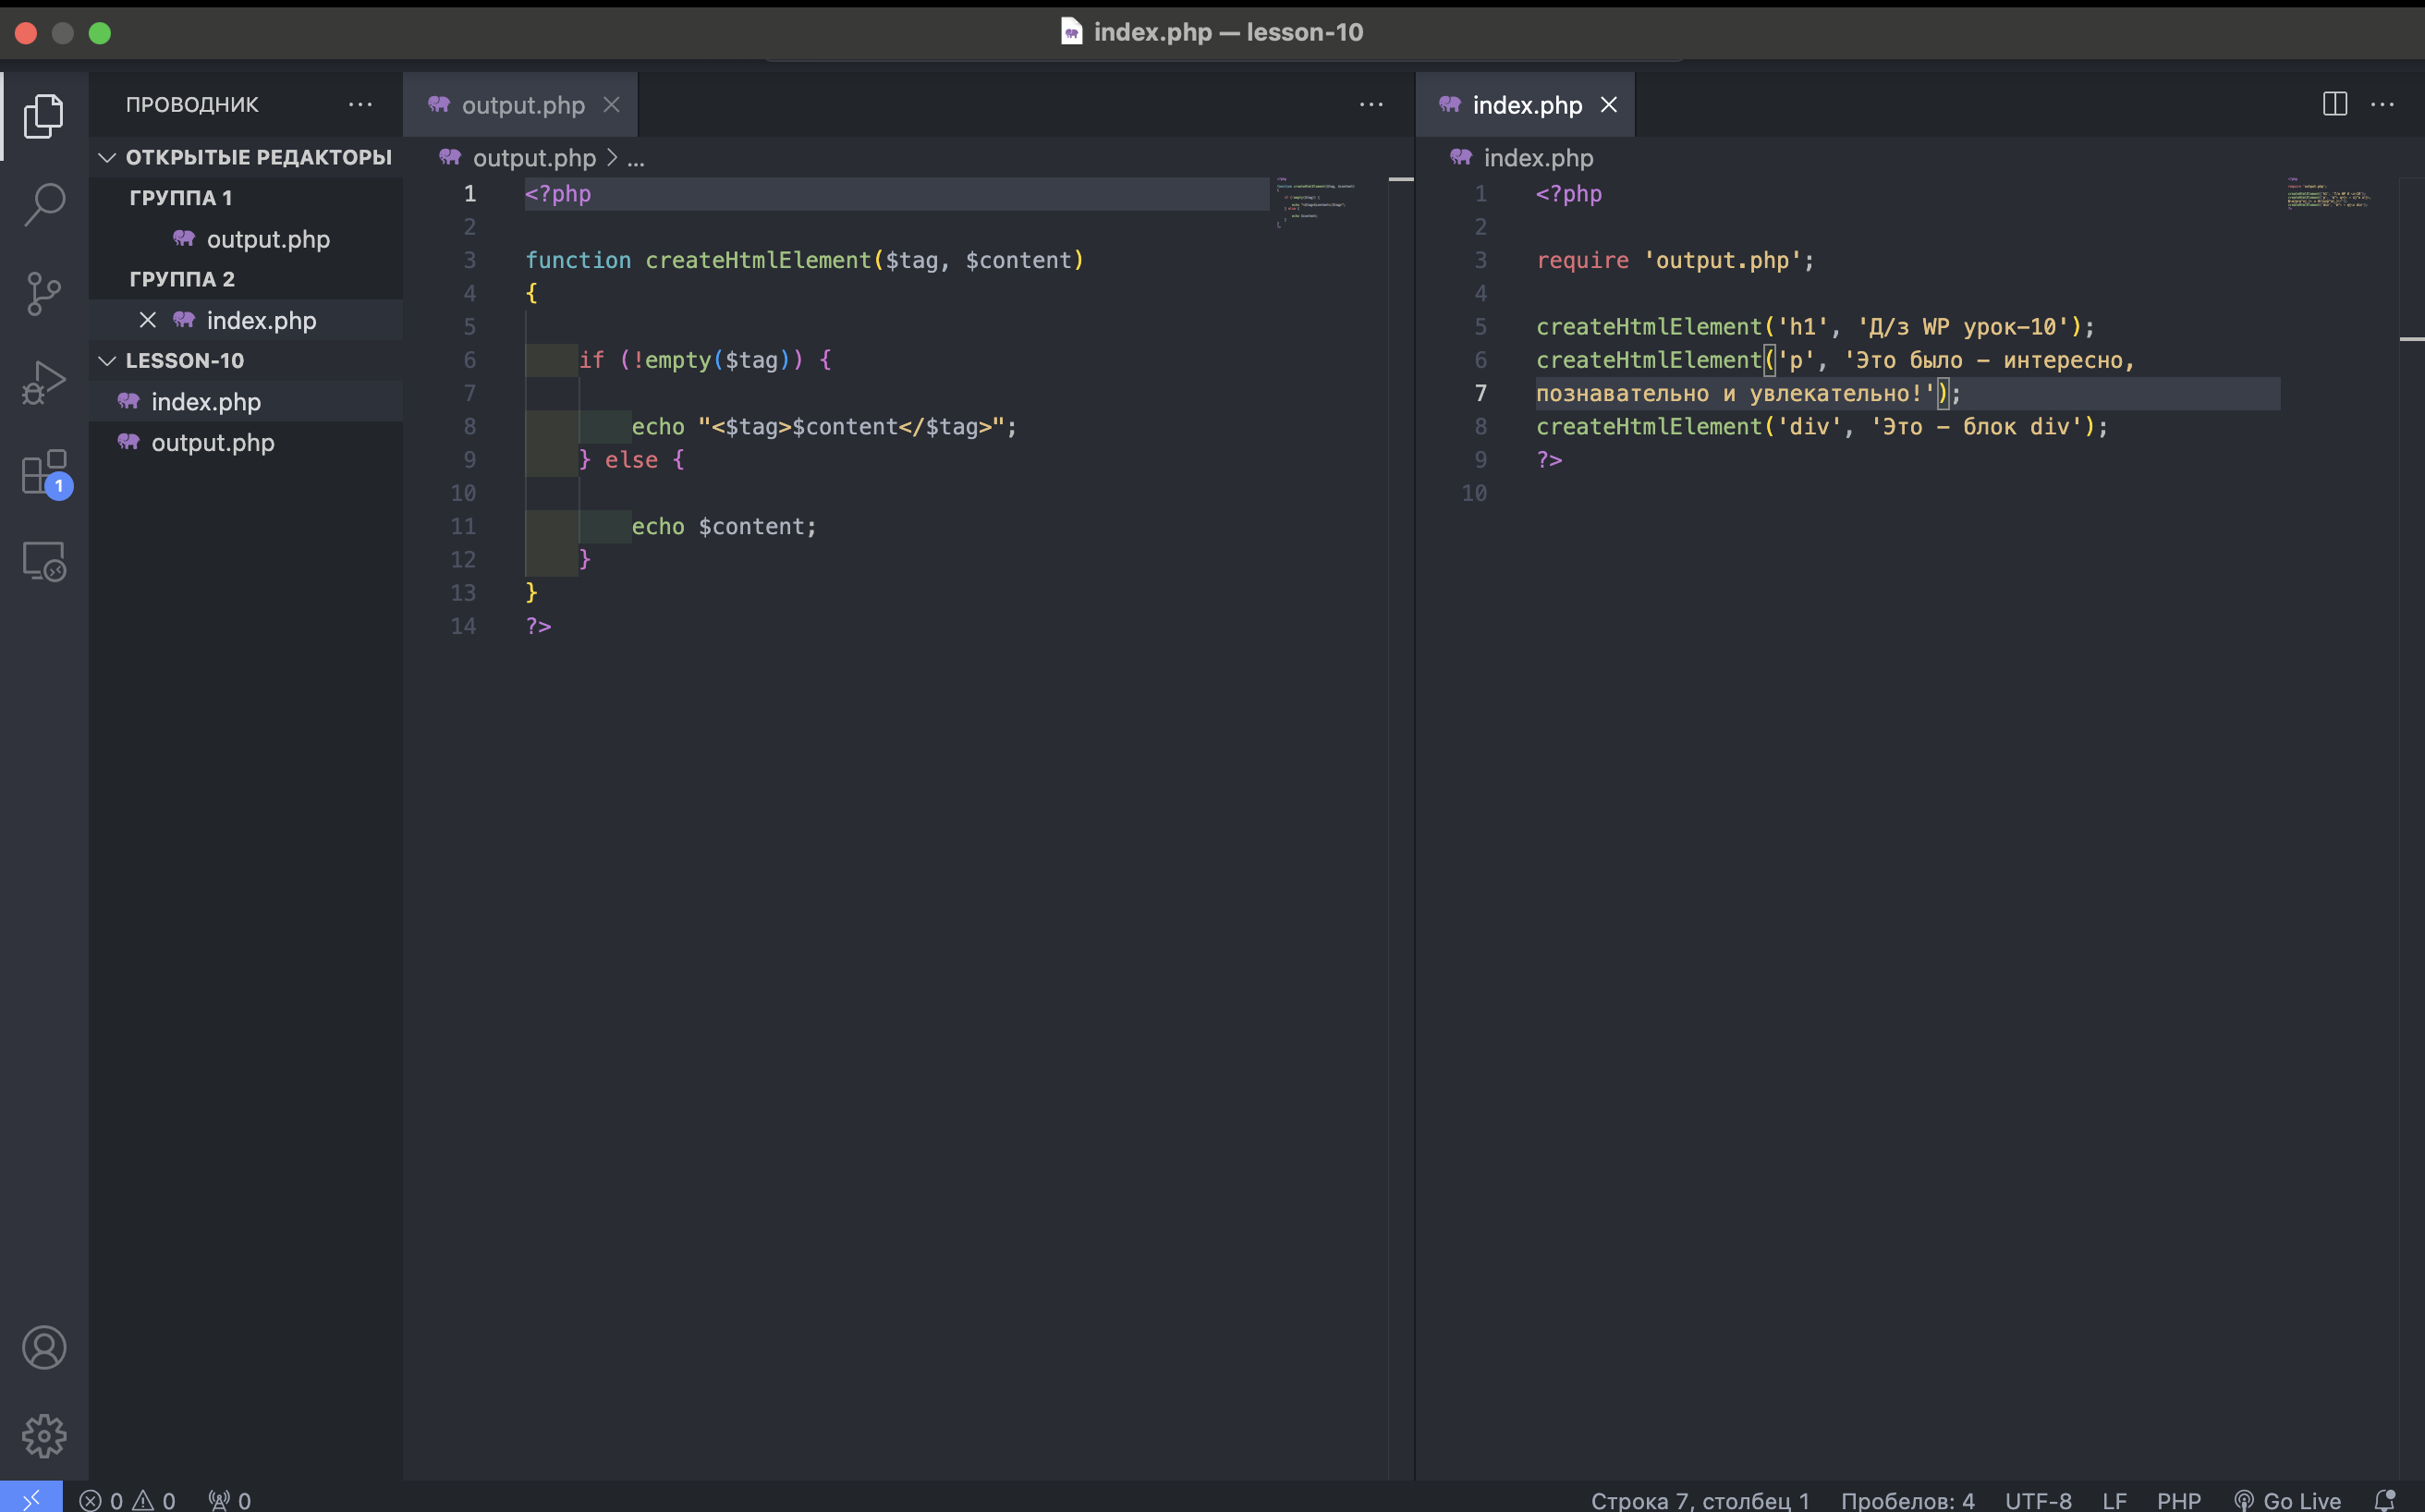 index.php — lesson-10
ПРОВОДНИК
ОТКРЫТЫЕ РЕДАКТОРЫ
ГРУППА 1
output.php
ГРУППА 2
index.php
LESSON-10
index.php
output.php
1
output.php
output.php > ...
1 <?php
2
3 function createHtmlElement($tag, $content)
4 {
5
6 if (!empty($tag)) {
7
8 echo "<$tag>$content</$tag>";
9 } else {
10
11 echo $content;
12 }
13 }
14 ?>
index.php
index.php
1 <?php
2
3 require 'output.php';
4
5 createHtmlElement('h1', 'Д/з WP урок-10');
6 createHtmlElement('p', 'Это было - интересно,
7 познавательно и увлекательно!');
8 createHtmlElement('div', 'Это - блок div');
9 ?>
10
0 0 0
Строка 7, столбец 1 Пробелов: 4 UTF-8 LF PHP Go Live